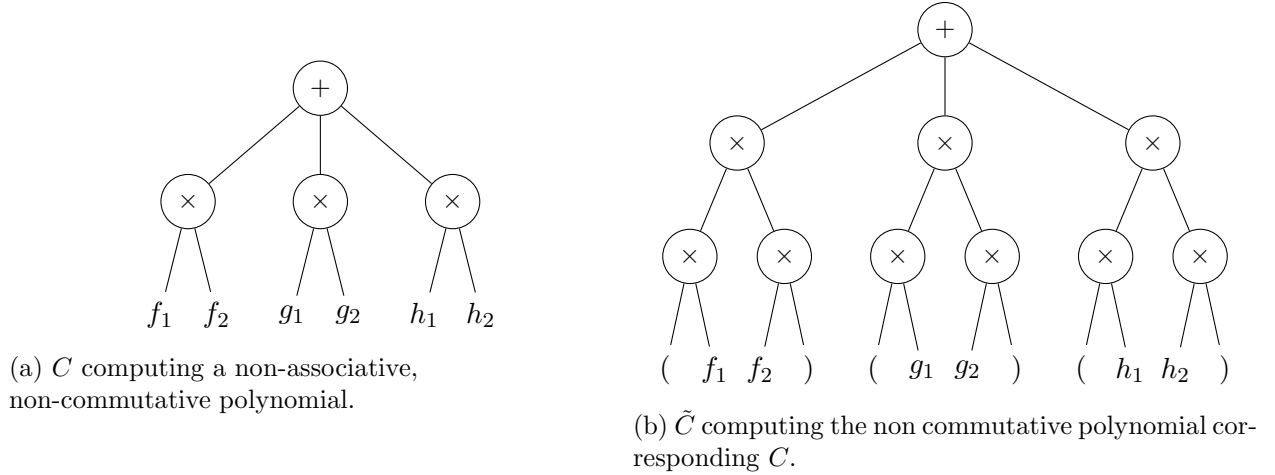 +
+
× × ×
× × ×
× × × × × ×
f1 f2 g1 g2 h1 h2
( f1 f2 ) ( g1 g2 ) ( h1 h2 )
(a) C computing a non-associative,
non-commutative polynomial.
(b) C̃ computing the non commutative polynomial cor-
responding C.